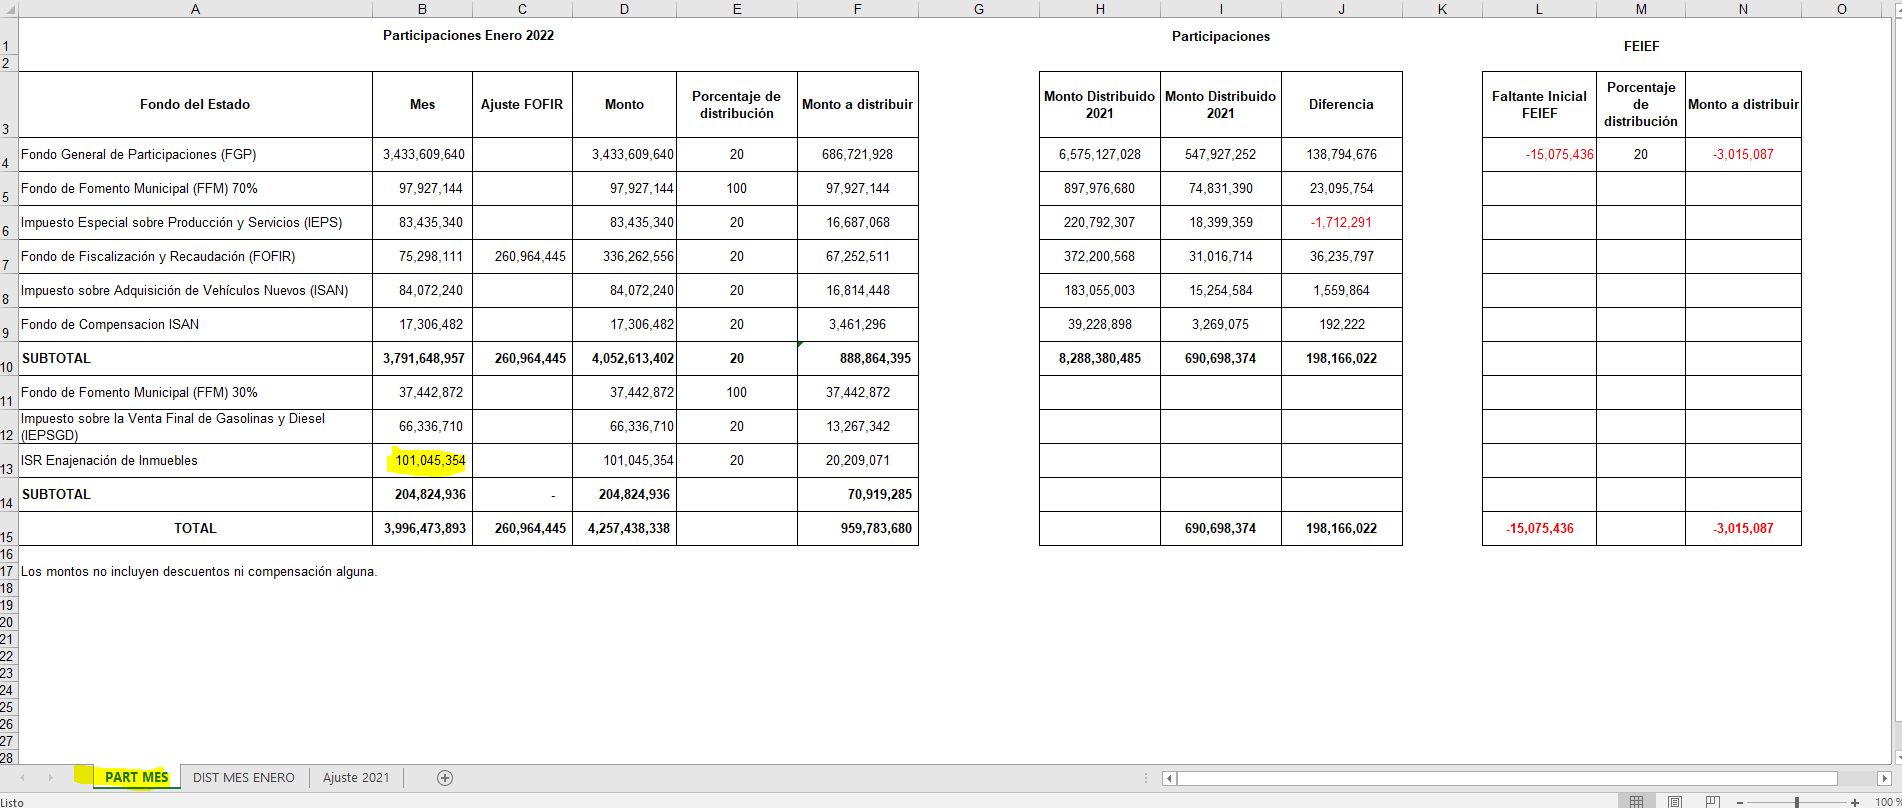 A B C D E F G H I J K L M N O
1 Participaciones Enero 2022 Participaciones FEIEF
2
3 Fondo del Estado Mes Ajuste FOFIR Monto Porcentaje de distribución Monto a distribuir Monto Distribuido 2021 Monto Distribuido 2021 Diferencia Faltante Inicial FEIEF Porcentaje de distribución Monto a distribuir
4 Fondo General de Participaciones (FGP) 3,433,609,640 3,433,609,640 20 686,721,928 6,575,127,028 547,927,252 138,794,676 -15,075,436 20 -3,015,087
5 Fondo de Fomento Municipal (FFM) 70% 97,927,144 97,927,144 100 97,927,144 897,976,680 74,831,390 23,095,754
6 Impuesto Especial sobre Producción y Servicios (IEPS) 83,435,340 83,435,340 20 16,687,068 220,792,307 18,399,359 -1,712,291
7 Fondo de Fiscalización y Recaudación (FOFIR) 75,298,111 260,964,445 336,262,556 20 67,252,511 372,200,568 31,016,714 36,235,797
8 Impuesto sobre Adquisición de Vehículos Nuevos (ISAN) 84,072,240 84,072,240 20 16,814,448 183,055,003 15,254,584 1,559,864
9 Fondo de Compensacion ISAN 17,306,482 17,306,482 20 3,461,296 39,228,898 3,269,075 192,222
10 SUBTOTAL 3,791,648,957 260,964,445 4,052,613,402 20 888,864,395 8,288,380,485 690,698,374 198,166,022
11 Fondo de Fomento Municipal (FFM) 30% 37,442,872 37,442,872 100 37,442,872
12 Impuesto sobre la Venta Final de Gasolinas y Diesel (IEPSGD) 66,336,710 66,336,710 20 13,267,342
13 ISR Enajenación de Inmuebles 101,045,354 101,045,354 20 20,209,071
14 SUBTOTAL 204,824,936 - 204,824,936 70,919,285
15 TOTAL 3,996,473,893 260,964,445 4,257,438,338 959,783,680 690,698,374 198,166,022 -15,075,436 -3,015,087
16
17 Los montos no incluyen descuentos ni compensación alguna.
18
19
20
21
22
23
24
25
26
27
28
PART MES DIST MES ENERO Ajuste 2021
Listo 100 %